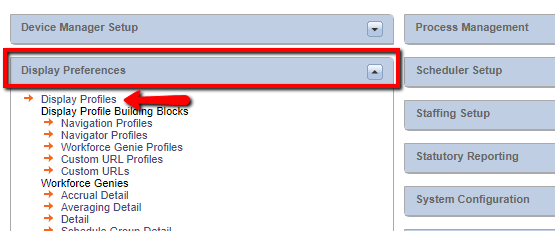 Device Manager Setup
Display Preferences
Display Profiles
Display Profile Building Blocks
Navigation Profiles
Navigator Profiles
Workforce Genie Profiles
Custom URL Profiles
Custom URLs
Workforce Genies
Accrual Detail
Averaging Detail
Detail
Schedule Group Detail
Process Management
Scheduler Setup
Staffing Setup
Statutory Reporting
System Configuration